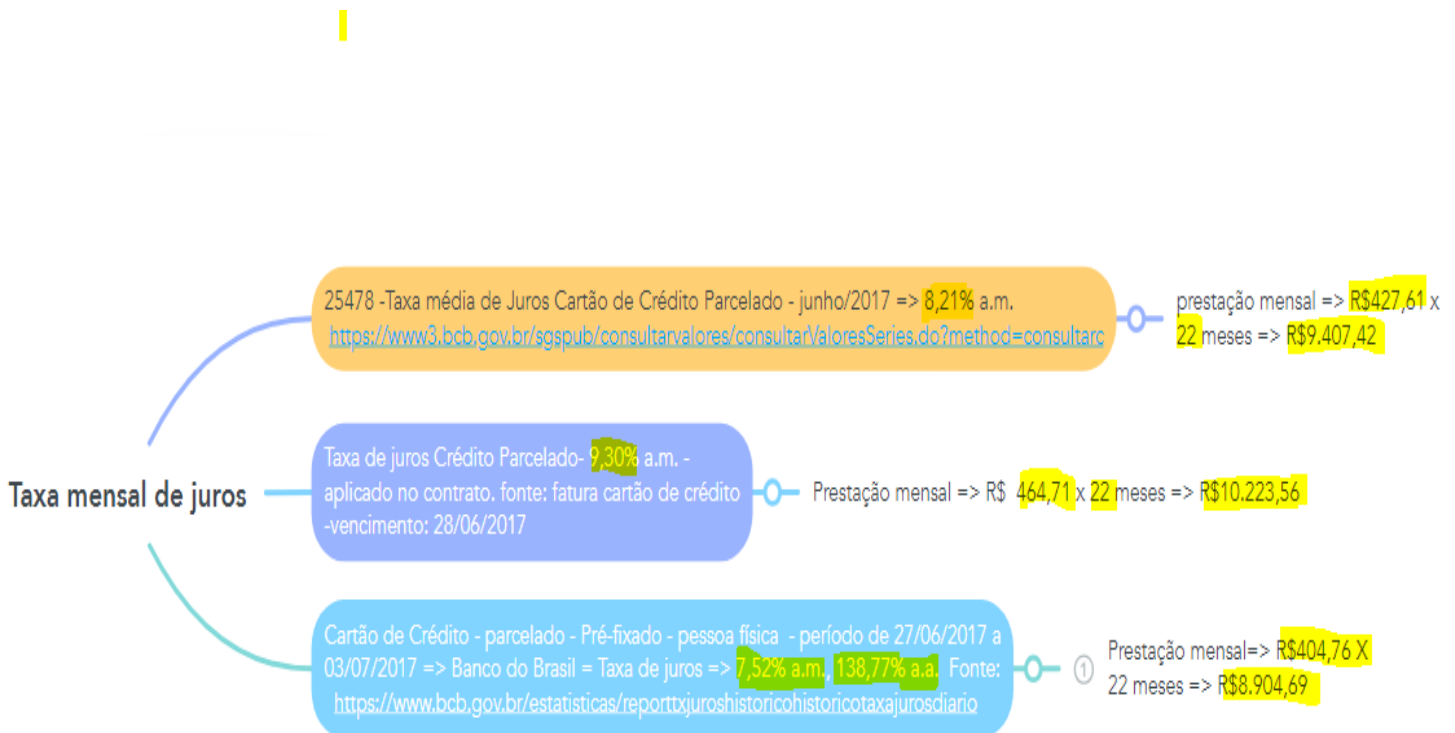 25478 -Taxa média de Juros Cartão de Crédito Parcelado - junho/2017 => 8,21% a.m.
https://www3.bcb.gov.br/sgspub/consultarvalores/consultarValoresSeries.do?method=consultarc
prestação mensal => R$427,61 x
22 meses => R$9.407,42
Taxa mensal de juros
Taxa de juros Crédito Parcelado- 9,30% a.m. -
aplicado no contrato. fonte: fatura cartão de crédito
-vencimento: 28/06/2017
Prestação mensal => R$ 464,71 x 22 meses => R$10.223,56
Cartão de Crédito - parcelado - Pré-fixado - pessoa física - período de 27/06/2017 a
03/07/2017 => Banco do Brasil = Taxa de juros => 7,52% a.m., 138,77% a.a. Fonte:
https://www.bcb.gov.br/estatisticas/reporttxjuroshistoricohistoricotaxajurosdiario
1
Prestação mensal=> R$404,76 X
22 meses => R$8.904,69